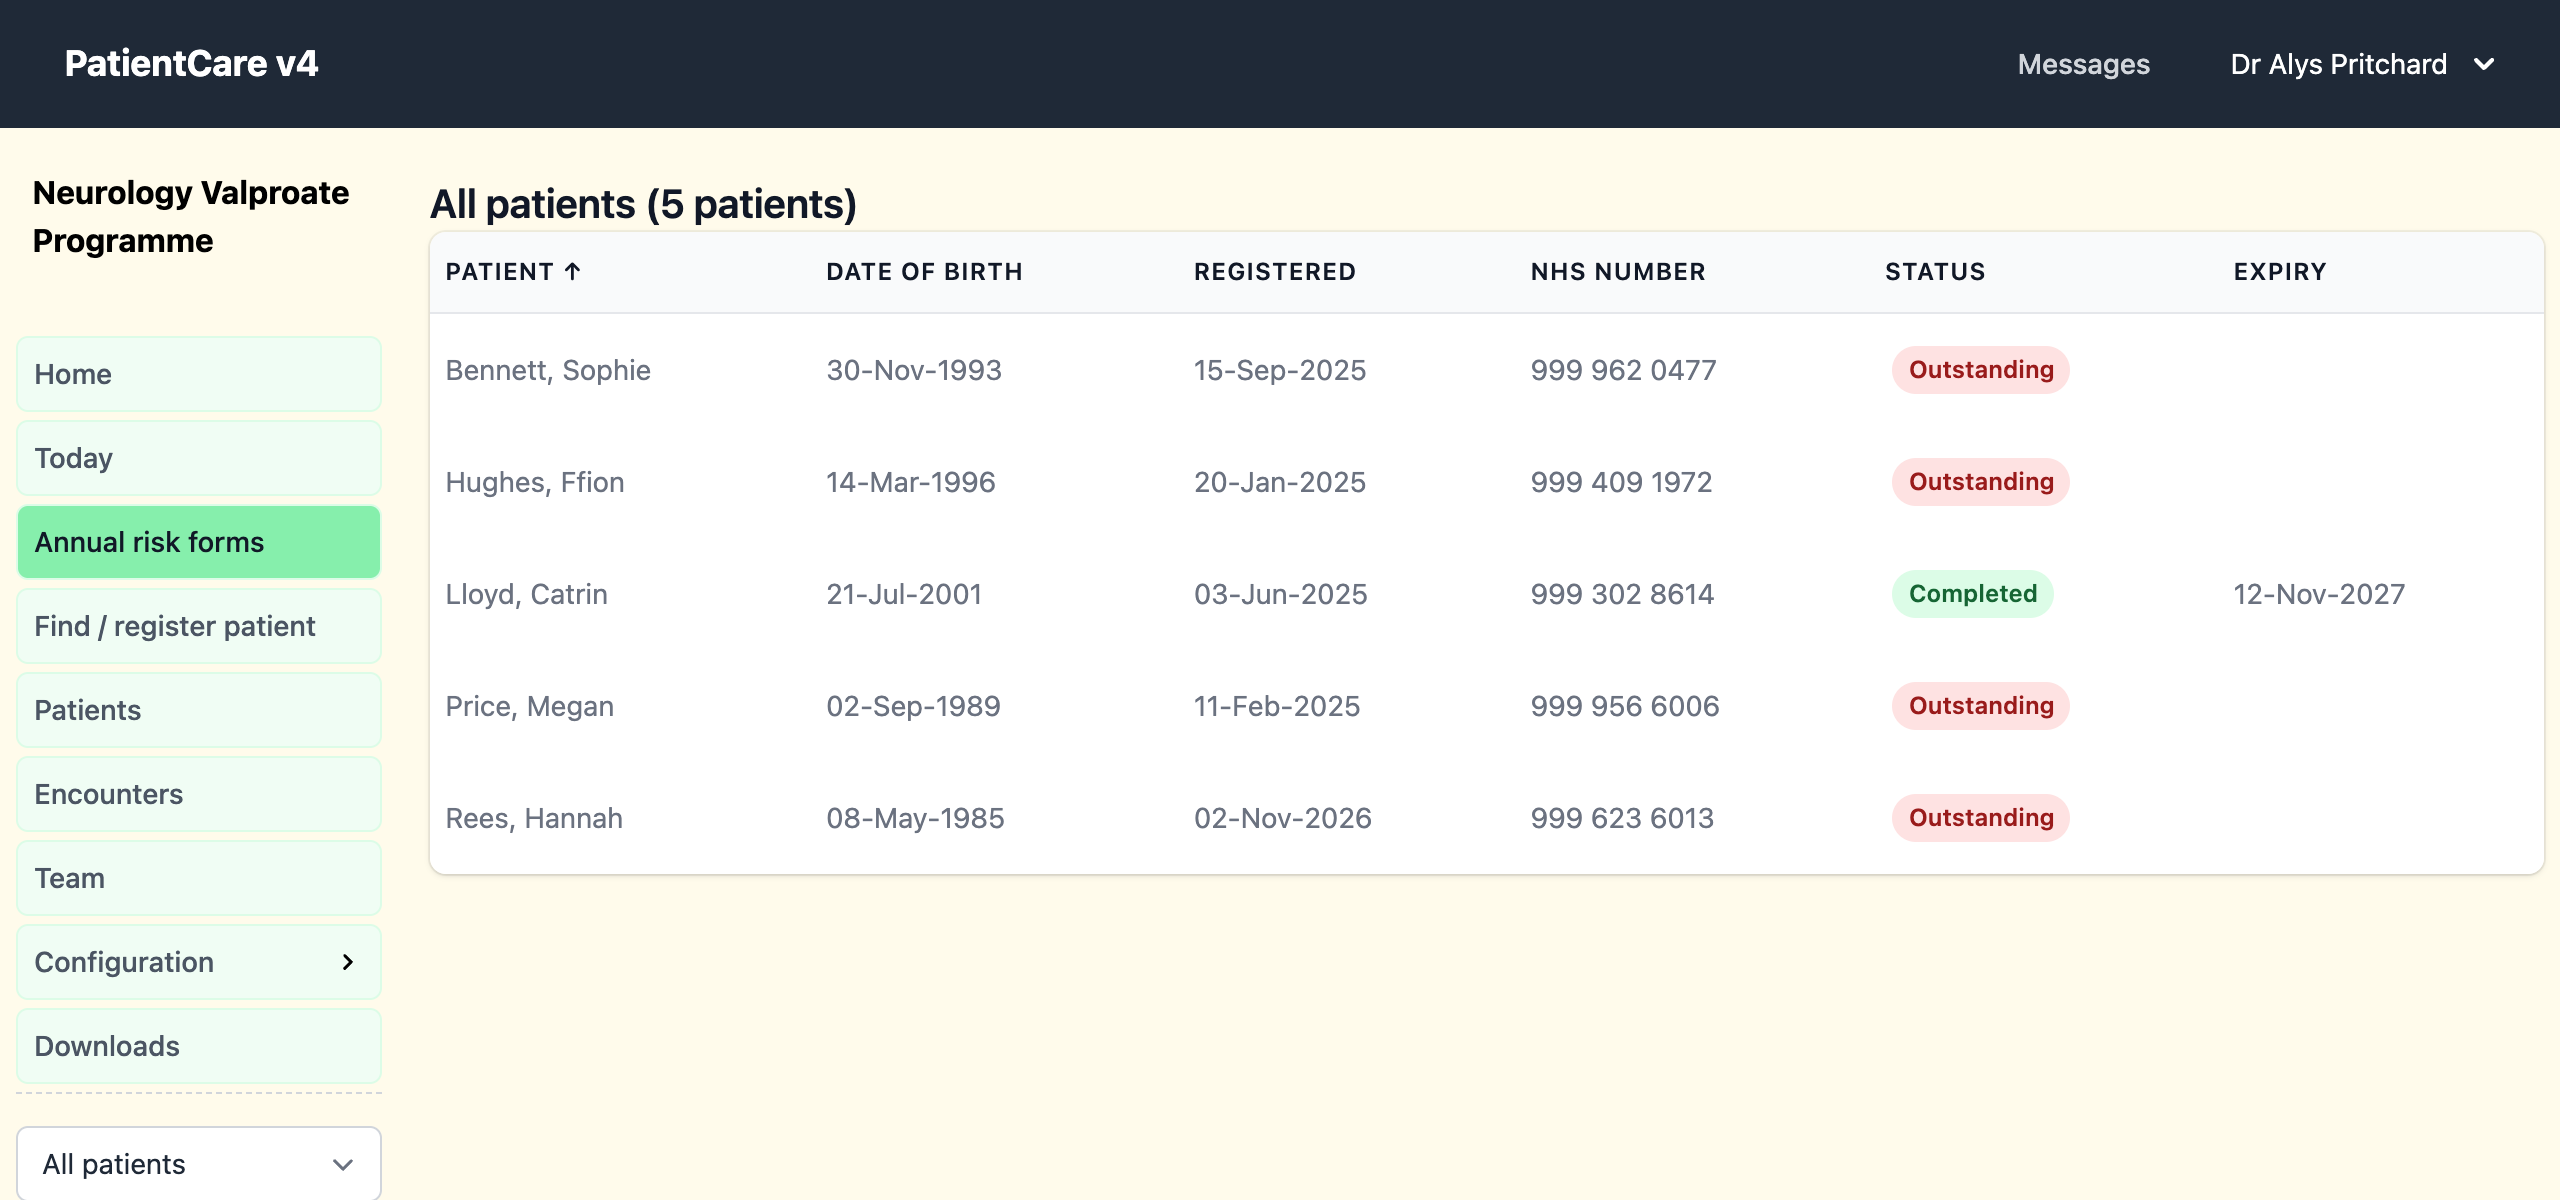 PatientCare v4
Messages
Dr Alys Pritchard
Neurology Valproate
Programme
Home
Today
Annual risk forms
Find / register patient
Patients
Encounters
Team
Configuration
Downloads
All patients
All patients (5 patients)
PATIENT ↑ DATE OF BIRTH REGISTERED NHS NUMBER STATUS EXPIRY
Bennett, Sophie 30-Nov-1993 15-Sep-2025 999 962 0477 Outstanding
Hughes, Ffion 14-Mar-1996 20-Jan-2025 999 409 1972 Outstanding
Lloyd, Catrin 21-Jul-2001 03-Jun-2025 999 302 8614 Completed 12-Nov-2027
Price, Megan 02-Sep-1989 11-Feb-2025 999 956 6006 Outstanding
Rees, Hannah 08-May-1985 02-Nov-2026 999 623 6013 Outstanding